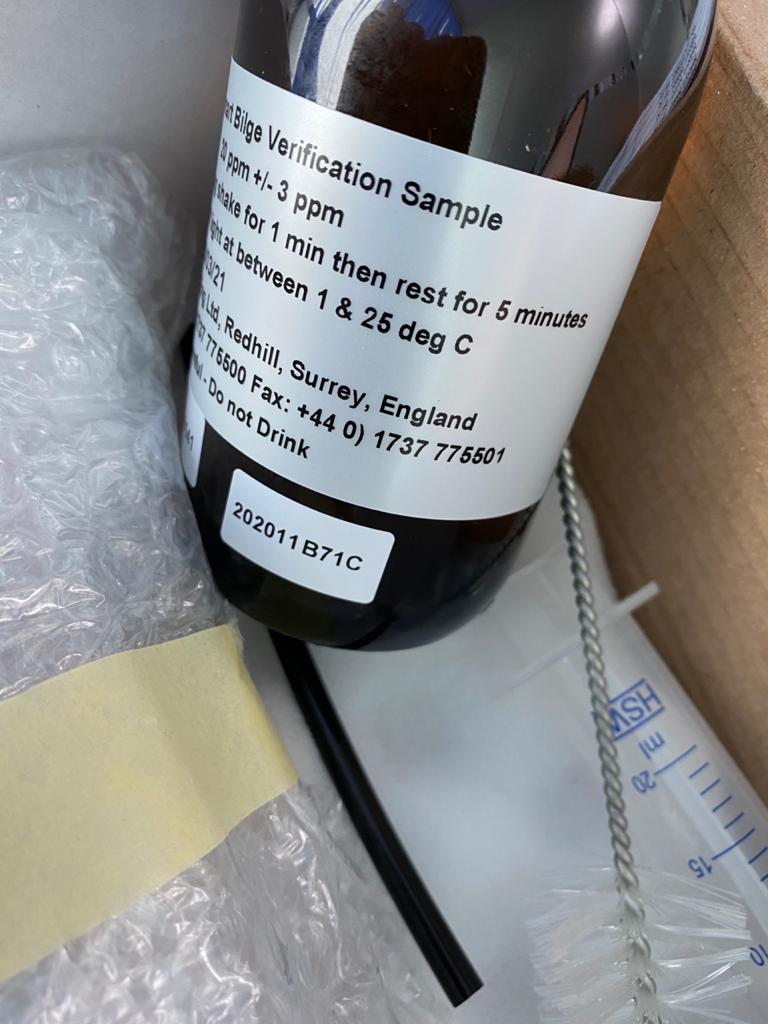 Bilge Verification Sample
ppm +/- 3 ppm
shake for 1 min then rest for 5 minutes
at between 1 & 25 deg C
/21
Ltd, Redhill, Surrey, England
775500 Fax: +44 0) 1737 775501
- Do not Drink
202011B71C
HSW
ml
20
15
10